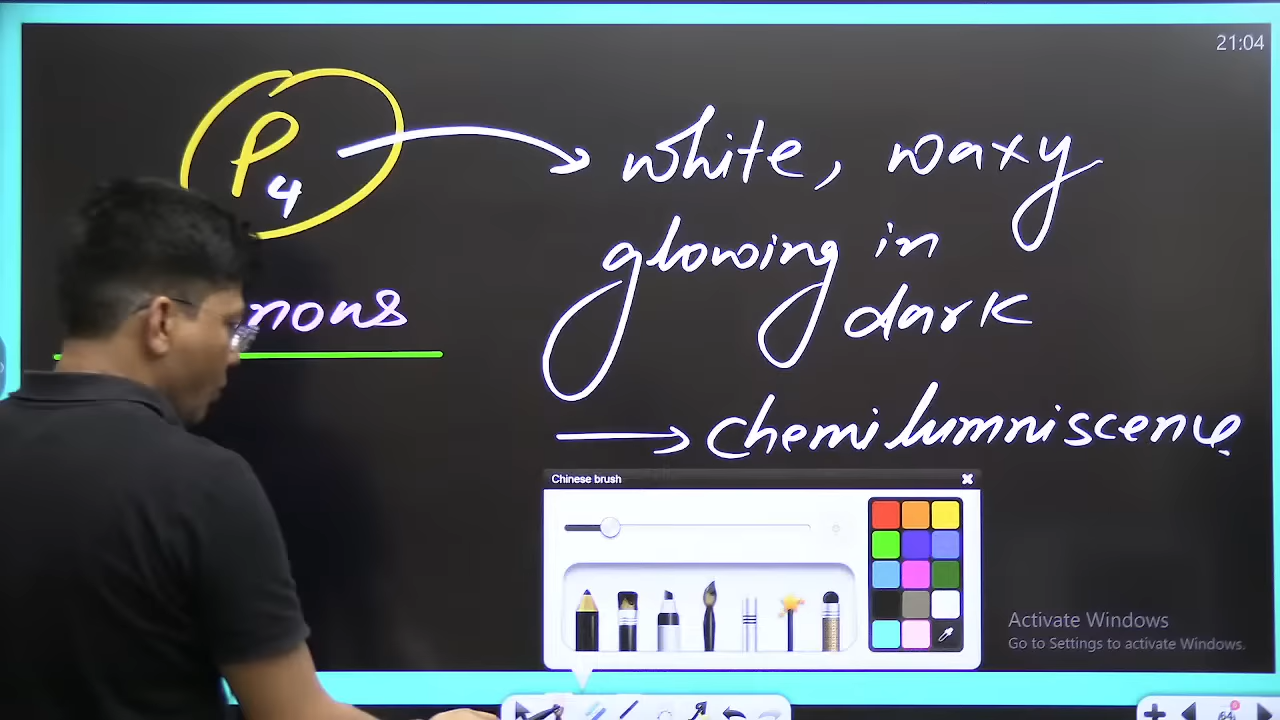 21:04
P4 → white, waxy
glowing in
dark
→ chemilumniscence
Chinese brush
Activate Windows
Go to Settings to activate Windows.
64